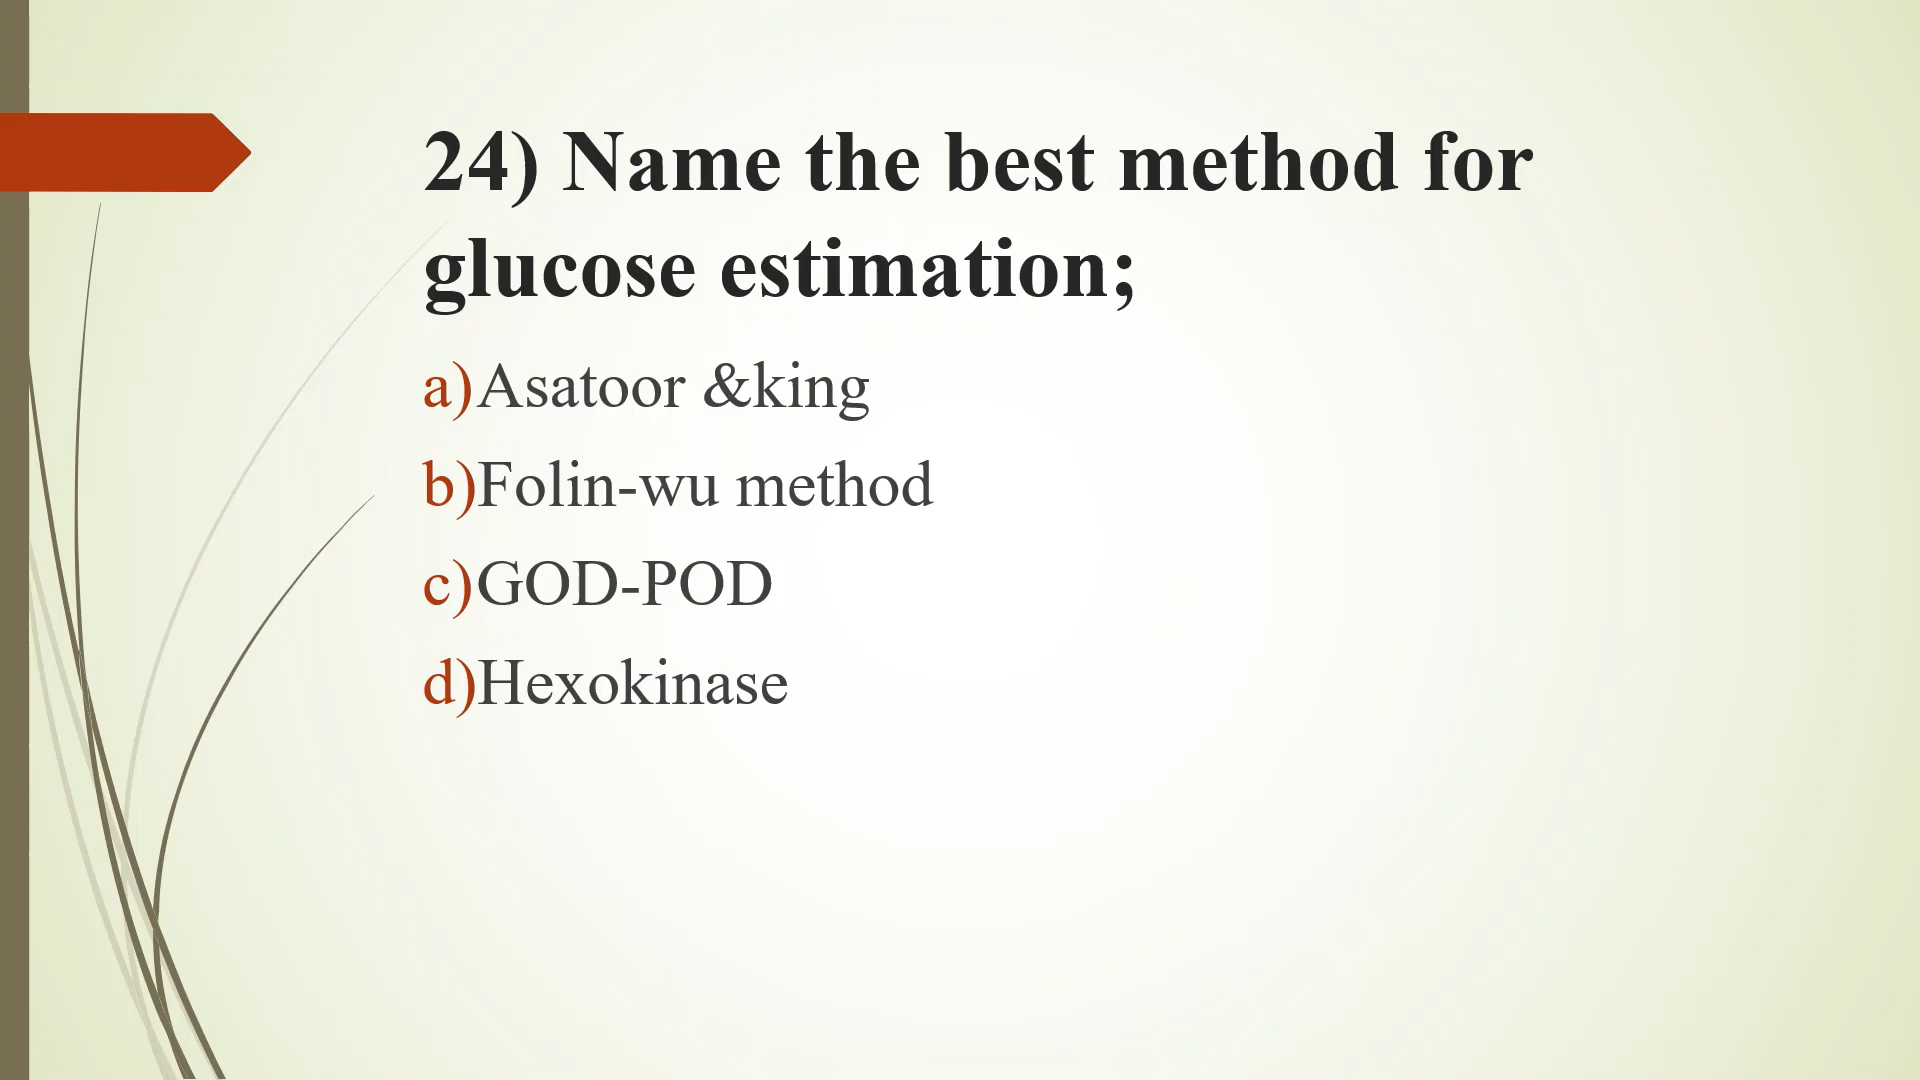 24) Name the best method for
glucose estimation;
a)Asatoor &king
b)Folin-wu method
c)GOD-POD
d)Hexokinase